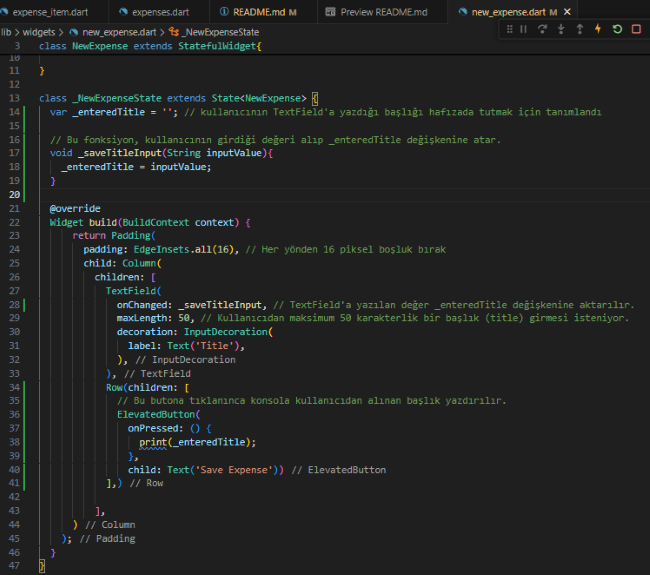 expense_item.dart expenses.dart README.md M Preview README.md new_expense.dart M
lib > widgets > new_expense.dart > _NewExpenseState
3 class NewExpense extends StatefulWidget{
10
11 }
12
13 class _NewExpenseState extends State<NewExpense> {
14 var _enteredTitle = ''; // kullanıcının TextField'a yazdığı başlığı hafızada tutmak için tanımlandı
15
16 // Bu fonksiyon, kullanıcının girdiği değeri alıp _enteredTitle değişkenine atar.
17 void _saveTitleInput(String inputValue){
18 _enteredTitle = inputValue;
19 }
20
21 @override
22 Widget build(BuildContext context) {
23 return Padding(
24 padding: EdgeInsets.all(16), // Her yönden 16 piksel boşluk bırak
25 child: Column(
26 children: [
27 TextField(
28 onChanged: _saveTitleInput, // TextField'a yazılan değer _enteredTitle değişkenine aktarılır.
29 maxLength: 50, // Kullanıcıdan maksimum 50 karakterlik bir başlık (title) girmesi isteniyor.
30 decoration: InputDecoration(
31 label: Text('Title'),
32 ), // InputDecoration
33 ), // TextField
34 Row(children: [
35 // Bu butona tıklanınca konsola kullanıcıdan alınan başlık yazdırılır.
36 ElevatedButton(
37 onPressed: () {
38 print(_enteredTitle);
39 },
40 child: Text('Save Expense')) // ElevatedButton
41 ],) // Row
42
43 ],
44 ) // Column
45 ); // Padding
46 }
47 }